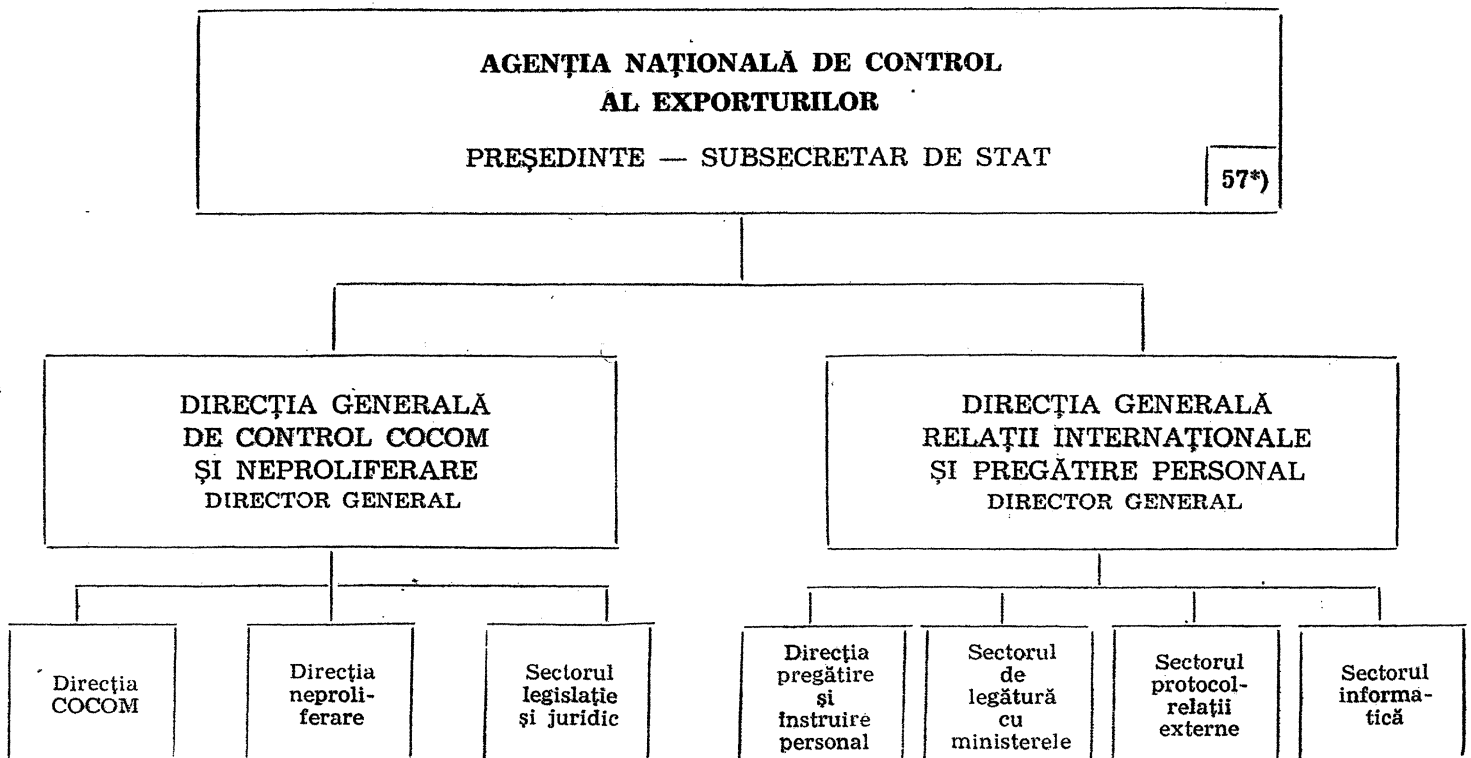 AGENȚIA NAȚIONALĂ DE CONTROL
AL EXPORTURILOR
PREȘEDINTE — SUBSECRETAR DE STAT
57*)
DIRECȚIA GENERALĂ
DE CONTROL COCOM
ȘI NEPROLIFERARE
DIRECTOR GENERAL
DIRECȚIA GENERALĂ
RELAȚII INTERNAȚIONALE
ȘI PREGĂTIRE PERSONAL
DIRECTOR GENERAL
Direcția
COCOM
Direcția
neproli-
ferare
Sectorul
legislație
și juridic
Direcția
pregătire
și
instruire
personal
Sectorul
de
legătură
cu
ministerele
Sectorul
protocol-
relații
externe
Sectorul
informa-
tică